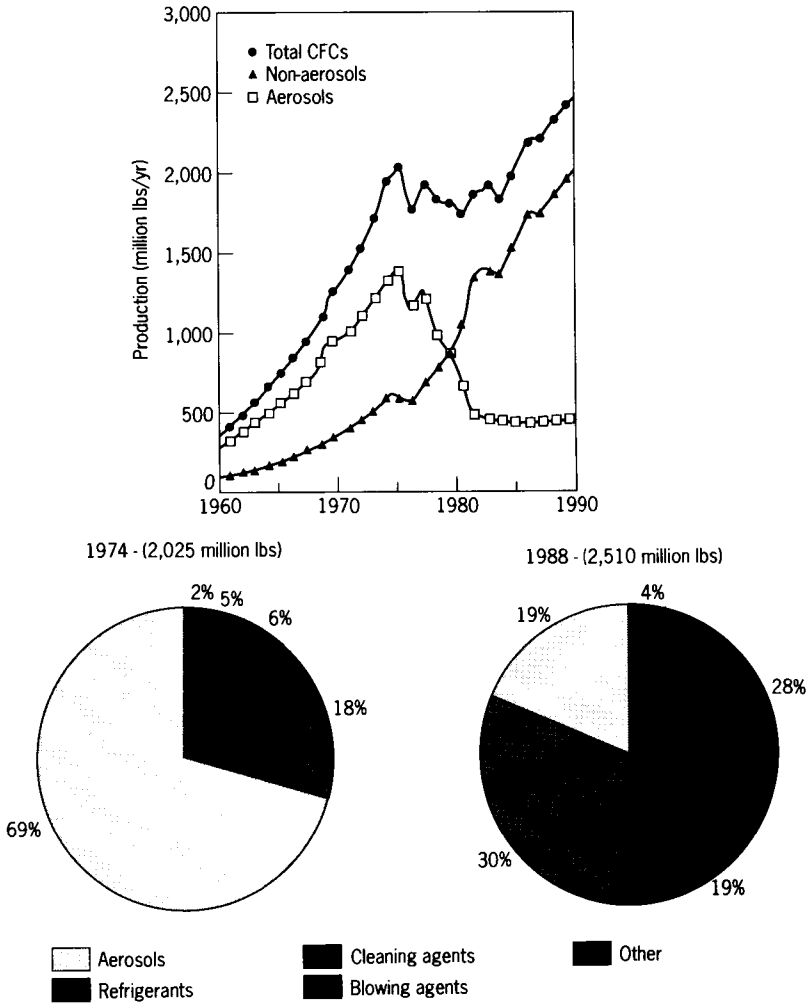 3,000
Total CFCs
Non-aerosols
Aerosols
2,500
2,000
1,500
1,000
500
0
Production (million lbs/yr)
1960 1970 1980 1990
1974 - (2,025 million lbs)
2% 5% 6%
18%
69%
1988 - (2,510 million lbs)
4%
19%
28%
30%
19%
Aerosols
Refrigerants
Cleaning agents
Blowing agents
Other